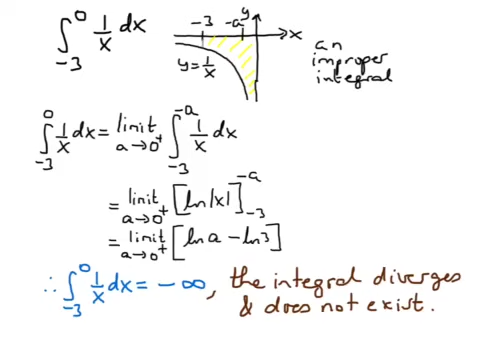 ∫₋₃⁰ 1/x dx
-3 -a y x
y = 1/x
an
improper
integral
∫₋₃⁰ 1/x dx = limit a→0⁺ ∫₋₃⁻ᵃ 1/x dx
= limit a→0⁺ [ln|x|]₋₃⁻ᵃ
= limit a→0⁺ [ln a - ln 3]
∴ ∫₋₃⁰ 1/x dx = -∞, the integral diverges
& does not exist.